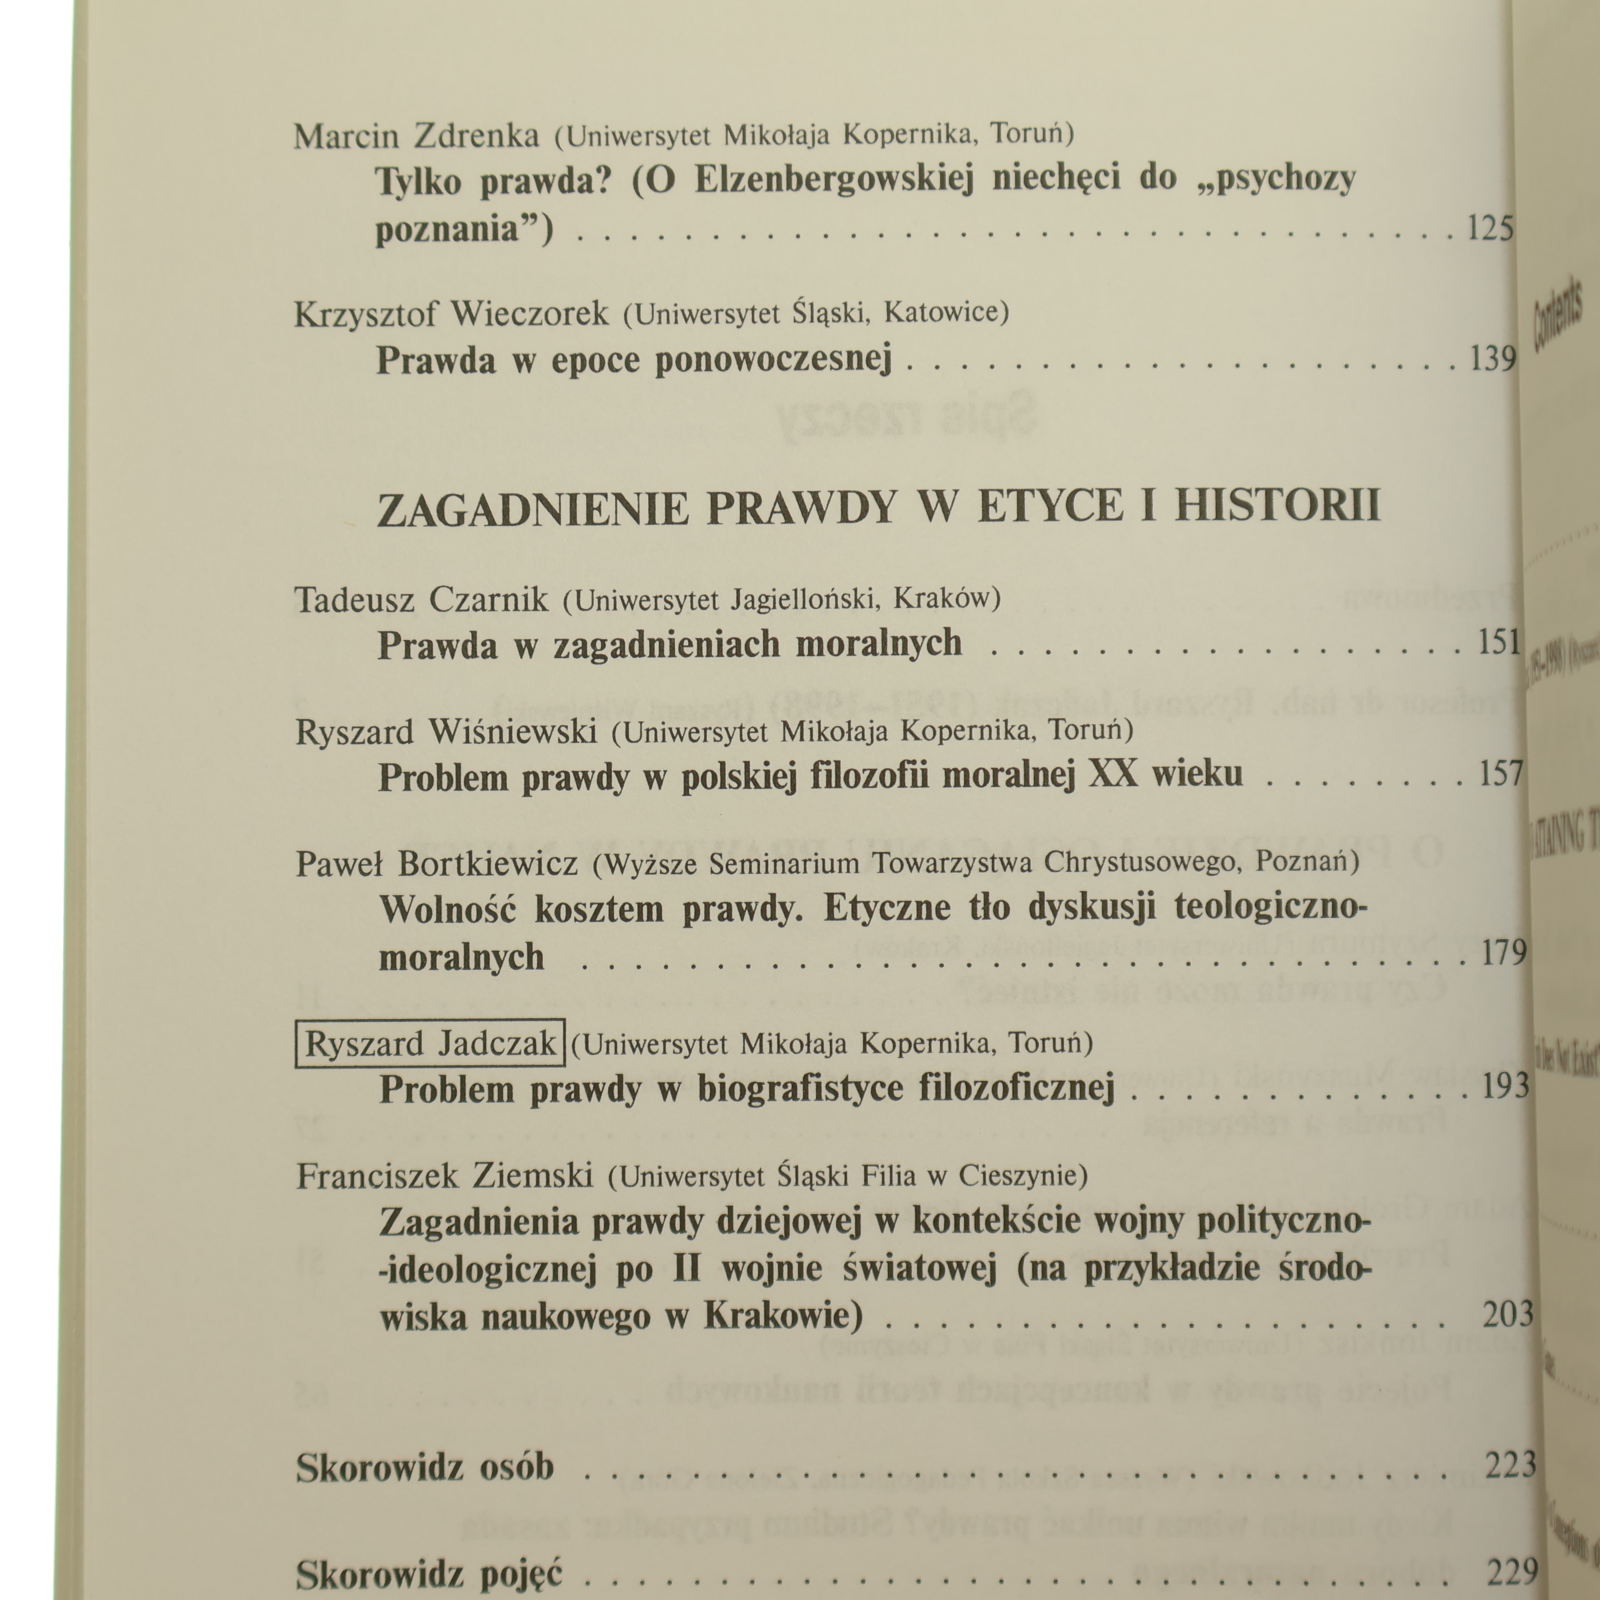 Marcin Zdrenka (Uniwersytet Mikołaja Kopernika, Toruń)
Tylko prawda? (O Elzenbergowskiej niechęci do „psychozy
poznania”) . . . . . . . . . . . . . . . . . . . . . . . . . . . . . . . . . 125
Krzysztof Wieczorek (Uniwersytet Śląski, Katowice)
Prawda w epoce ponowoczesnej . . . . . . . . . . . . . . . . . . . . . 139
ZAGADNIENIE PRAWDY W ETYCE I HISTORII
Tadeusz Czarnik (Uniwersytet Jagielloński, Kraków)
Prawda w zagadnieniach moralnych . . . . . . . . . . . . . . . . . . 151
Ryszard Wiśniewski (Uniwersytet Mikołaja Kopernika, Toruń)
Problem prawdy w polskiej filozofii moralnej XX wieku . . . . . . . . 157
Paweł Bortkiewicz (Wyższe Seminarium Towarzystwa Chrystusowego, Poznań)
Wolność kosztem prawdy. Etyczne tło dyskusji teologiczno-
moralnych . . . . . . . . . . . . . . . . . . . . . . . . . . . . . . . . . 179
Ryszard Jadczak (Uniwersytet Mikołaja Kopernika, Toruń)
Problem prawdy w biografistyce filozoficznej . . . . . . . . . . . . . 193
Franciszek Ziemski (Uniwersytet Śląski Filia w Cieszynie)
Zagadnienia prawdy dziejowej w kontekście wojny polityczno-
-ideologicznej po II wojnie światowej (na przykładzie środo-
wiska naukowego w Krakowie) . . . . . . . . . . . . . . . . . . . . . 203
Skorowidz osób . . . . . . . . . . . . . . . . . . . . . . . . . . . . . . . . 223
Skorowidz pojęć . . . . . . . . . . . . . . . . . . . . . . . . . . . . . . . . 229
Contents